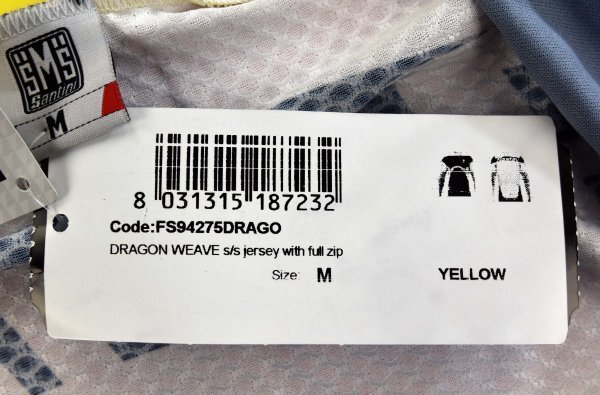 SMS
Santini
M
8 031315 187232
Code:FS94275DRAGO
DRAGON WEAVE s/s jersey with full zip
Size: M
YELLOW